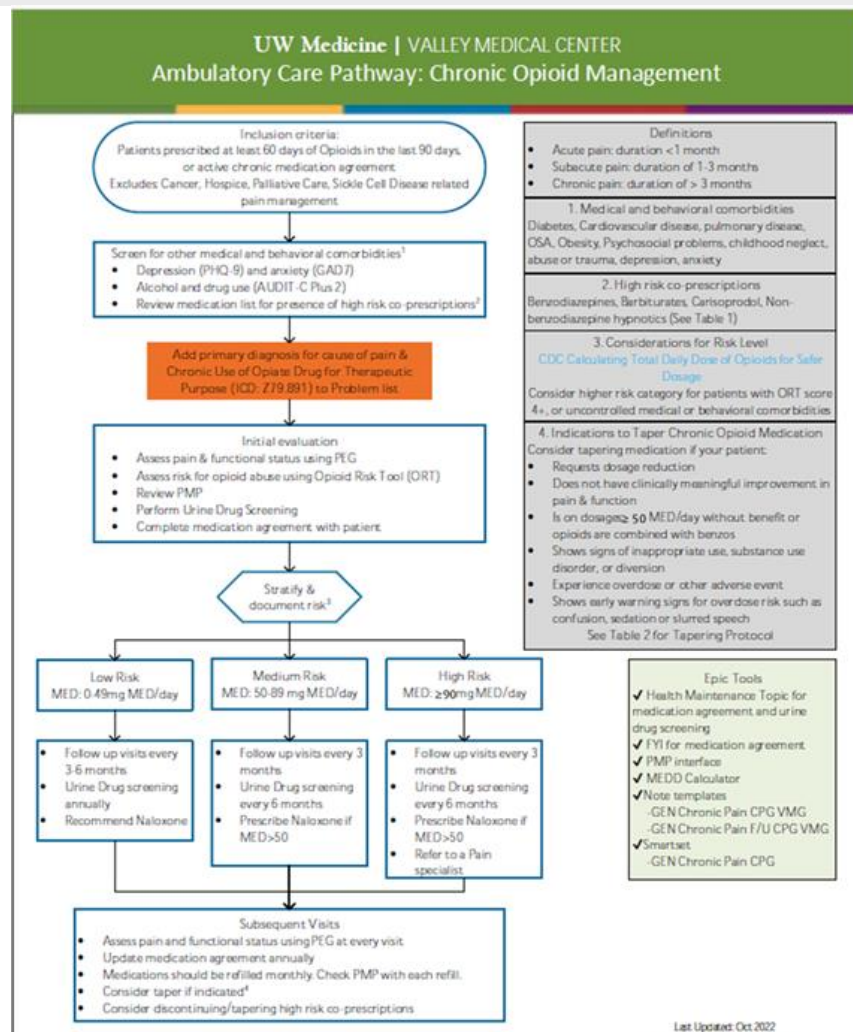 UW Medicine | VALLEY MEDICAL CENTER
Ambulatory Care Pathway: Chronic Opioid Management
Inclusion criteria:
Patients prescribed at least 60 days of Opioids in the last 90 days,
or active chronic medication agreement
Excludes: Cancer, Hospice, Palliative Care, Sickle Cell Disease related
pain management
Screen for other medical and behavioral comorbidities¹
• Depression (PHQ-9) and anxiety (GAD7)
• Alcohol and drug use (AUDIT-C Plus 2)
• Review medication list for presence of high risk co-prescriptions²
Add primary diagnosis for cause of pain &
Chronic Use of Opiate Drug for Therapeutic
Purpose (ICD: Z79.891) to Problem list
Initial evaluation
• Assess pain & functional status using PEG
• Assess risk for opioid abuse using Opioid Risk Tool (ORT)
• Review PMP
• Perform Urine Drug Screening
• Complete medication agreement with patient
Stratify &
document risk³
Low Risk
MED: 0-49mg MED/day
Medium Risk
MED: 50-89 mg MED/day
High Risk
MED: ≥90mg MED/day
• Follow up visits every
3-6 months
• Urine Drug screening
annually
• Recommend Naloxone
• Follow up visits every 3
months
• Urine Drug screening
every 6 months
• Prescribe Naloxone if
MED>50
• Follow up visits every 3
months
• Urine Drug screening
every 6 months
• Prescribe Naloxone if
MED>50
• Refer to a Pain
specialist
Subsequent Visits
• Assess pain and functional status using PEG at every visit
• Update medication agreement annually
• Medications should be refilled monthly. Check PMP with each refill.
• Consider taper if indicated⁴
• Consider discontinuing/tapering high risk co-prescriptions
Definitions
• Acute pain: duration <1 month
• Subacute pain: duration of 1-3 months
• Chronic pain: duration of > 3 months
1. Medical and behavioral comorbidities
Diabetes, Cardiovascular disease, pulmonary disease,
OSA, Obesity, Psychosocial problems, childhood neglect,
abuse or trauma, depression, anxiety
2. High risk co-prescriptions
Benzodiazepines, Barbiturates, Carisoprodol, Non-
benzodiazepine hypnotics (See Table 1)
3. Considerations for Risk Level
CDC Calculating Total Daily Dose of Opioids for Safer
Dosage
Consider higher risk category for patients with ORT score
4+, or uncontrolled medical or behavioral comorbidities
4. Indications to Taper Chronic Opioid Medication
Consider tapering medication if your patient:
• Requests dosage reduction
• Does not have clinically meaningful improvement in
pain & function
• Is on dosages≥ 50 MED/day without benefit or
opioids are combined with benzos
• Shows signs of inappropriate use, substance use
disorder, or diversion
• Experience overdose or other adverse event
• Shows early warning signs for overdose risk such as
confusion, sedation or slurred speech
See Table 2 for Tapering Protocol
Epic Tools
✓ Health Maintenance Topic for
medication agreement and urine
drug screening
✓ FYI for medication agreement
✓ PMP interface
✓ MEDD Calculator
✓Note templates
-GEN Chronic Pain CPG VMG
-GEN Chronic Pain F/U CPG VMG
✓Smartset
-GEN Chronic Pain CPG
Last Updated: Oct 2022